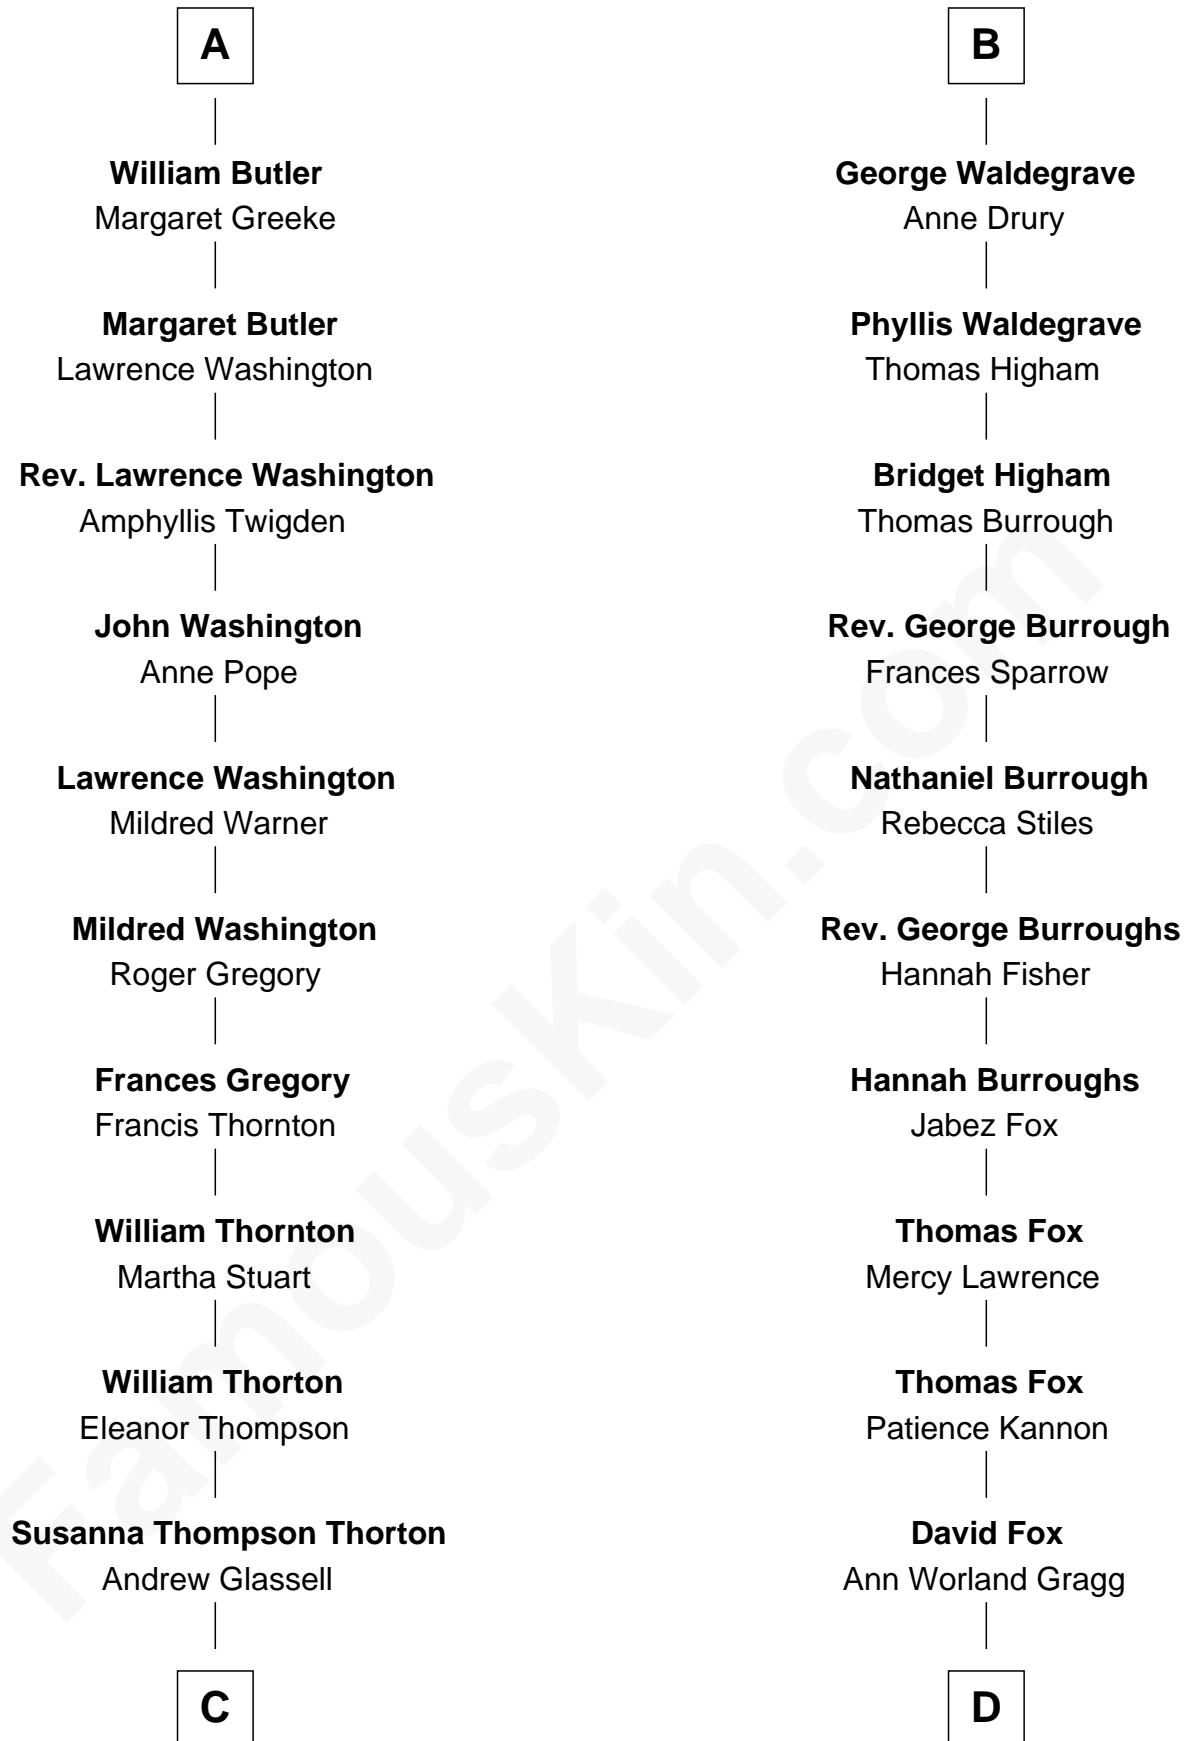 A
William Butler
Margaret Greeke
Margaret Butler
Lawrence Washington
Rev. Lawrence Washington
Amphyllis Twigden
John Washington
Anne Pope
Lawrence Washington
Mildred Warner
Mildred Washington
Roger Gregory
Frances Gregory
Francis Thornton
William Thornton
Martha Stuart
William Thorton
Eleanor Thompson
Susanna Thompson Thorton
Andrew Glassell
C
B
George Waldegrave
Anne Drury
Phyllis Waldegrave
Thomas Higham
Bridget Higham
Thomas Burrough
Rev. George Burrough
Frances Sparrow
Nathaniel Burrough
Rebecca Stiles
Rev. George Burroughs
Hannah Fisher
Hannah Burroughs
Jabez Fox
Thomas Fox
Mercy Lawrence
Thomas Fox
Patience Kannon
David Fox
Ann Worland Gragg
D
FamousKin.com